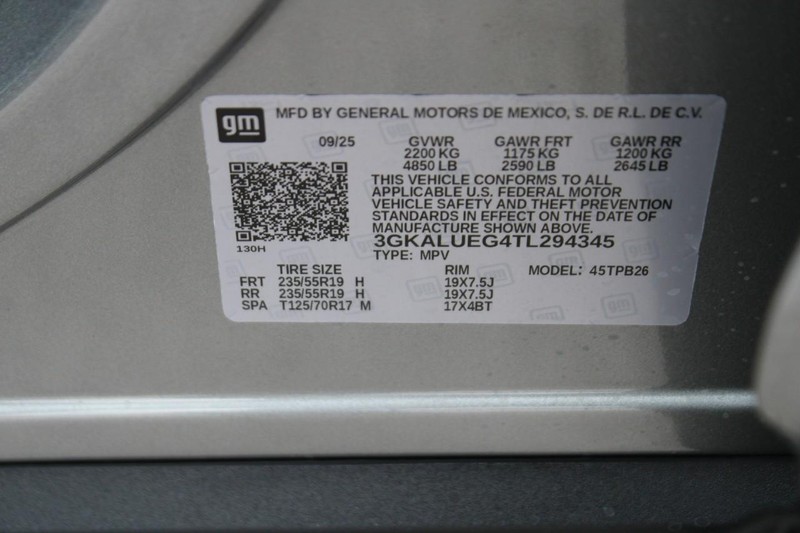 gm MFD BY GENERAL MOTORS DE MEXICO, S. DE R.L. DE C.V.
09/25 GVWR GAWR FRT GAWR RR
2200 KG 1175 KG 1200 KG
4850 LB 2590 LB 2645 LB
THIS VEHICLE CONFORMS TO ALL
APPLICABLE U.S. FEDERAL MOTOR
VEHICLE SAFETY AND THEFT PREVENTION
STANDARDS IN EFFECT ON THE DATE OF
MANUFACTURE SHOWN ABOVE.
3GKALUEG4TL294345
130H
TYPE: MPV
TIRE SIZE RIM MODEL: 45TPB26
FRT 235/55R19 H 19X7.5J
RR 235/55R19 H 19X7.5J
SPA T125/70R17 M 17X4BT